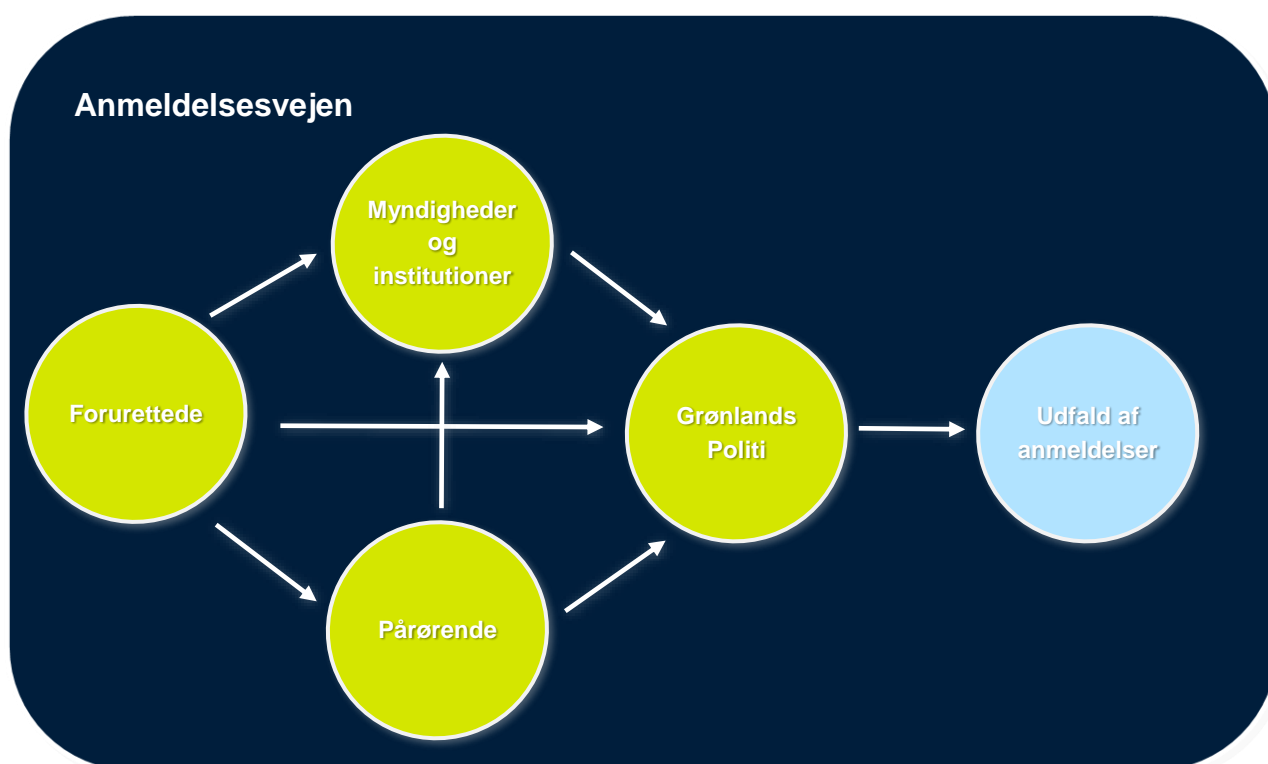 Anmeldelsesvejen
Myndigheder
og
institutioner
Forurettede
Grønlands
Politi
Udfald af
anmeldelser
Pårørende